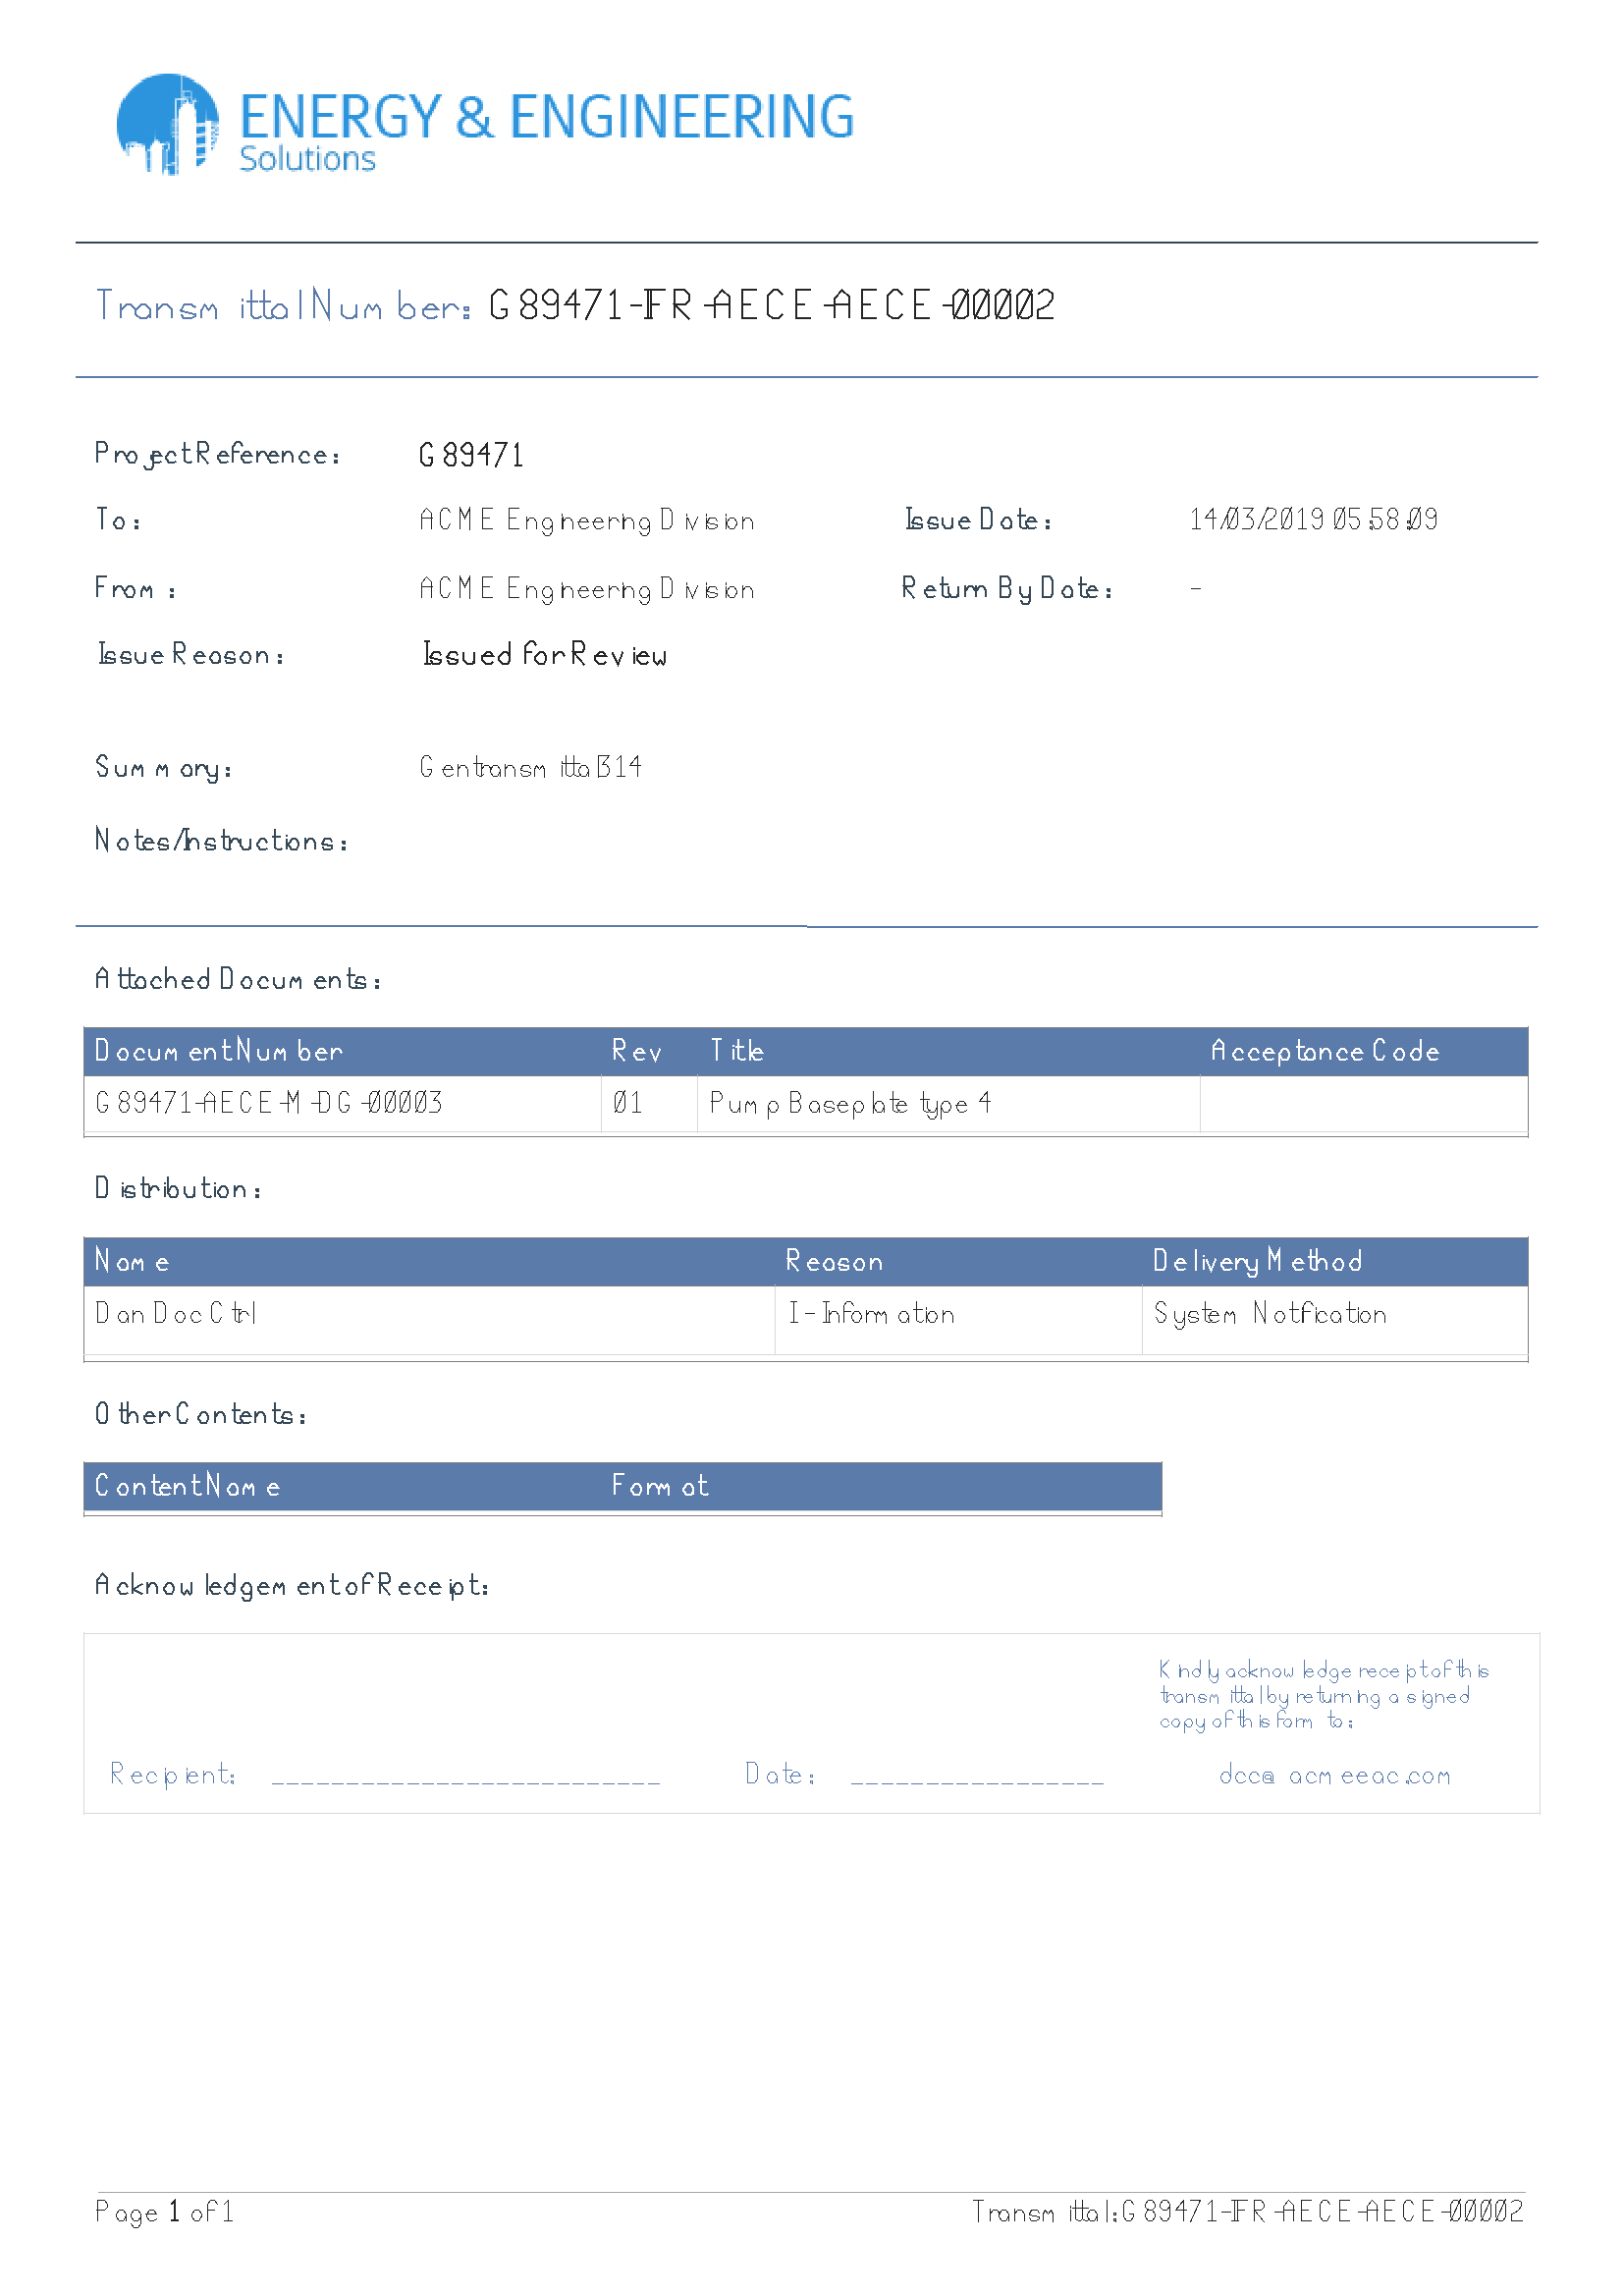 ENERGY & ENGINEERING
Solutions
Transmittal Number: G89471-IFR-AECE-AECE-00002
Project Reference: G89471
To: ACME Engineering Division Issue Date: 14/03/2019 05:58:09
From: ACME Engineering Division Return By Date: -
Issue Reason: Issued for Review
Summary: Gen transmittal 314
Notes/Instructions:
Attached Documents:
Document Number Rev Title Acceptance Code
G89471-AECE-M-DG-00003 01 Pump Baseplate type 4
Distribution:
Name Reason Delivery Method
Dan Doc Ctrl I - Information System Notification
Other Contents:
Content Name Format
Acknowledgement of Receipt:
Kindly acknowledge receipt of this
transmittal by returning a signed
copy of this form to:
Recipient: __________________________ Date: _________________ dcc@acmeeac.com
Page 1 of 1 Transmittal: G89471-IFR-AECE-AECE-00002